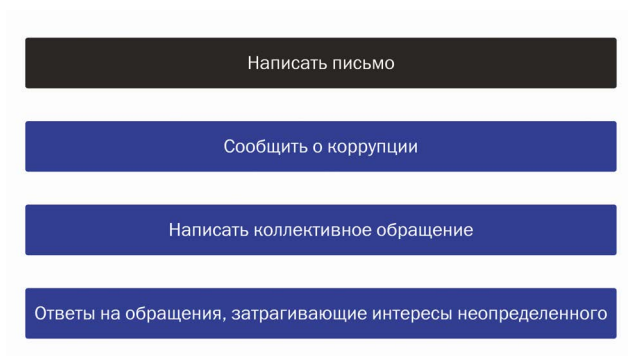 Написать письмо
Сообщить о коррупции
Написать коллективное обращение
Ответы на обращения, затрагивающие интересы неопределенного